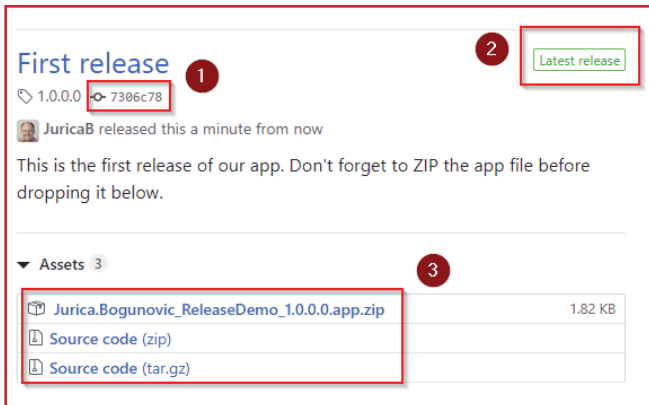 First release
1
2
Latest release
1.0.0.0 7306c78
JuricaB released this a minute from now
This is the first release of our app. Don't forget to ZIP the app file before
dropping it below.
Assets 3
3
Jurica.Bogunovic_ReleaseDemo_1.0.0.0.app.zip 1.82 KB
Source code (zip)
Source code (tar.gz)